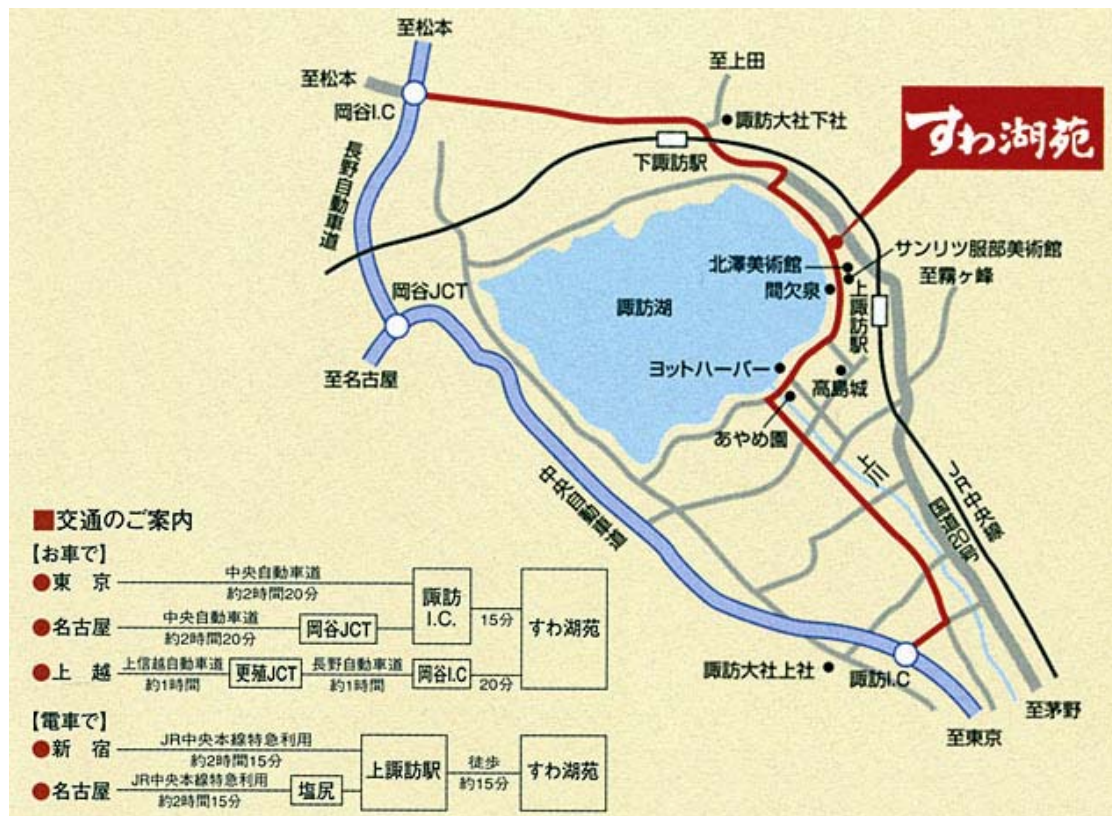 至松本
至松本
岡谷I.C
長野自動車道
至上田
諏訪大社下社
下諏訪駅
すわ湖苑
サンリツ服部美術館
北澤美術館
至霧ヶ峰
間欠泉
上諏訪駅
諏訪湖
岡谷JCT
至名古屋
ヨットハーバー
高島城
あやめ園
上川
中央自動車道
JR中央線
国道20号
諏訪大社上社
諏訪I.C
至茅野
至東京
■交通のご案内
【お車で】
●東 京 中央自動車道 約2時間20分 諏訪I.C. 15分 すわ湖苑
●名古屋 中央自動車道 約2時間20分 岡谷JCT
●上 越 上信越自動車道 約1時間 更殖JCT 長野自動車道 約1時間 岡谷I.C 20分
【電車で】
●新 宿 JR中央本線特急利用 約2時間15分 上諏訪駅 徒歩 約15分 すわ湖苑
●名古屋 JR中央本線特急利用 約2時間15分 塩尻